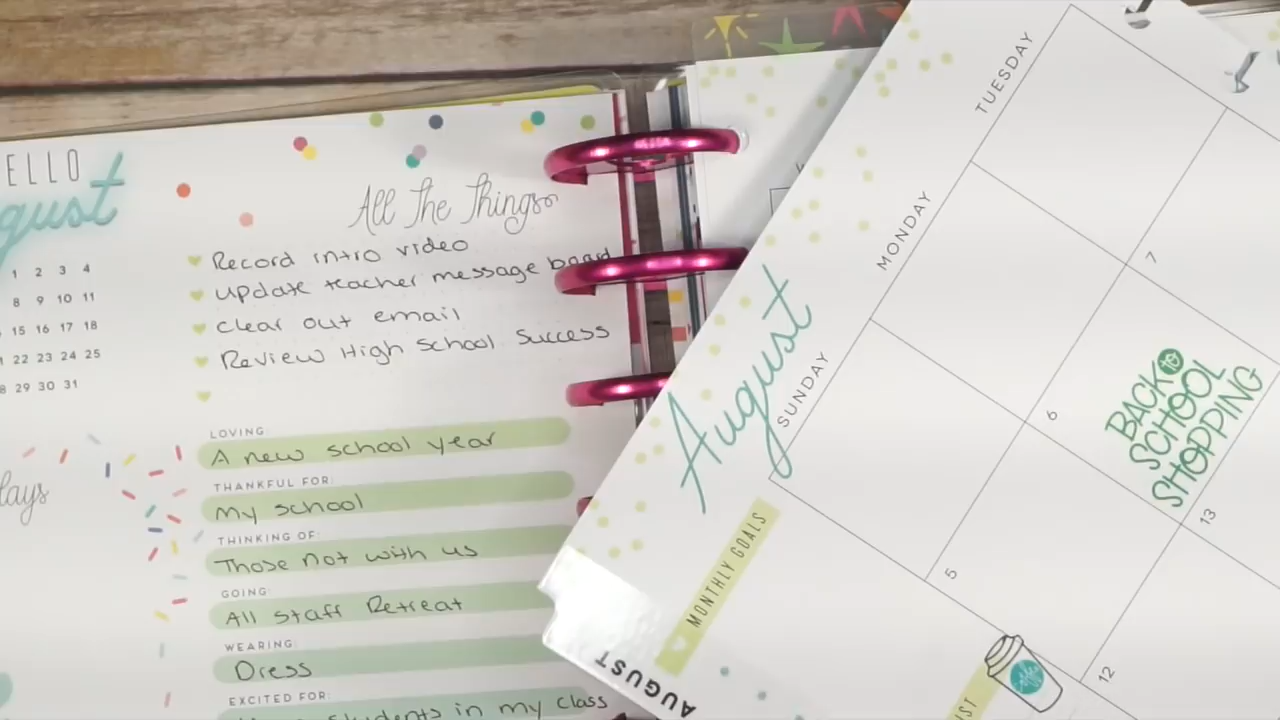 ELLO
gust
1 2 3 4
8 9 10 11
15 16 17 18
22 23 24 25
8 29 30 31
days
All The Things
Record intro video
update teacher message board
clear out email
Review High School Success
LOVING:
A new school year
THANKFUL FOR:
my school
THINKING OF:
Those not with us
GOING:
All staff Retreat
WEARING:
Dress
EXCITED FOR:
students in my class
August
SUNDAY
MONDAY
TUESDAY
5
6
7
12
13
BACK to
SCHOOL
SHOPPING
MONTHLY GOALS
AUGUST